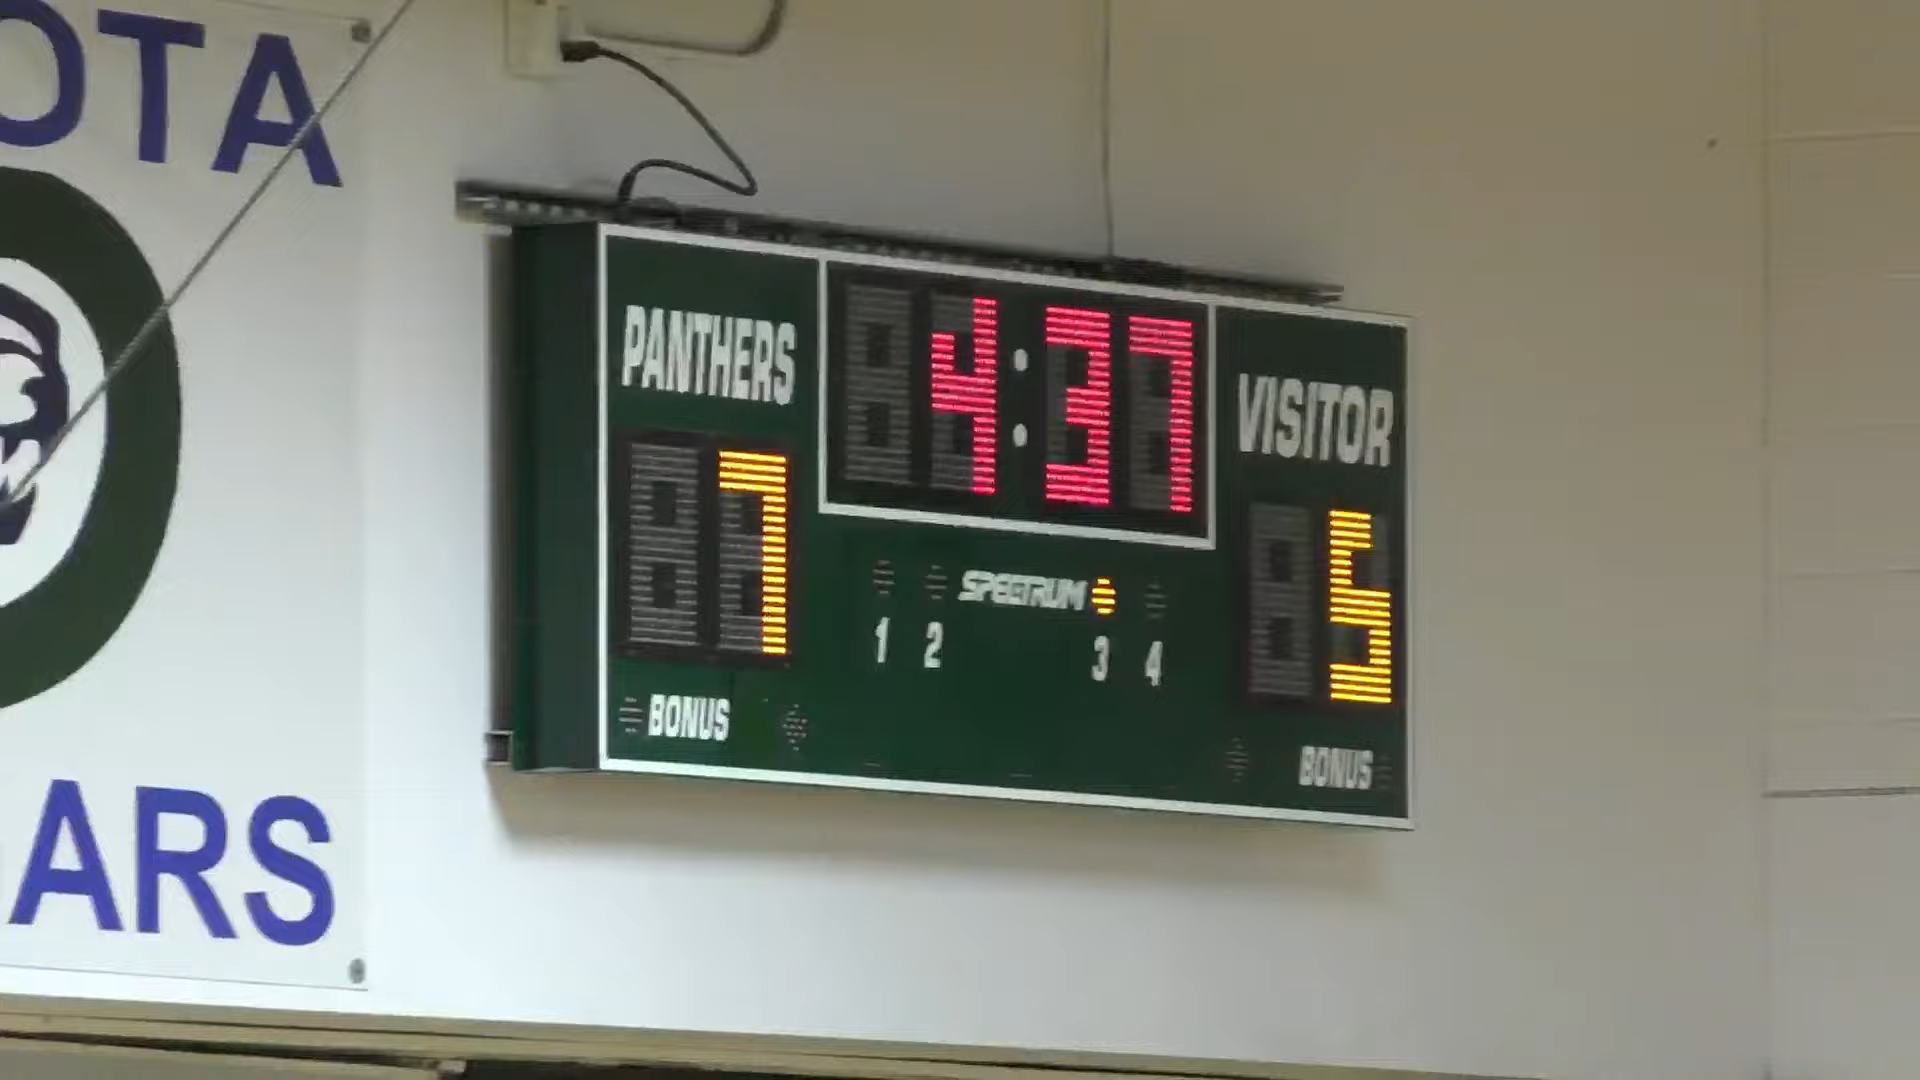 OTA
ARS
PANTHERS
4:37
VISITOR
7
5
SPECTRUM
1 2 3 4
BONUS
BONUS